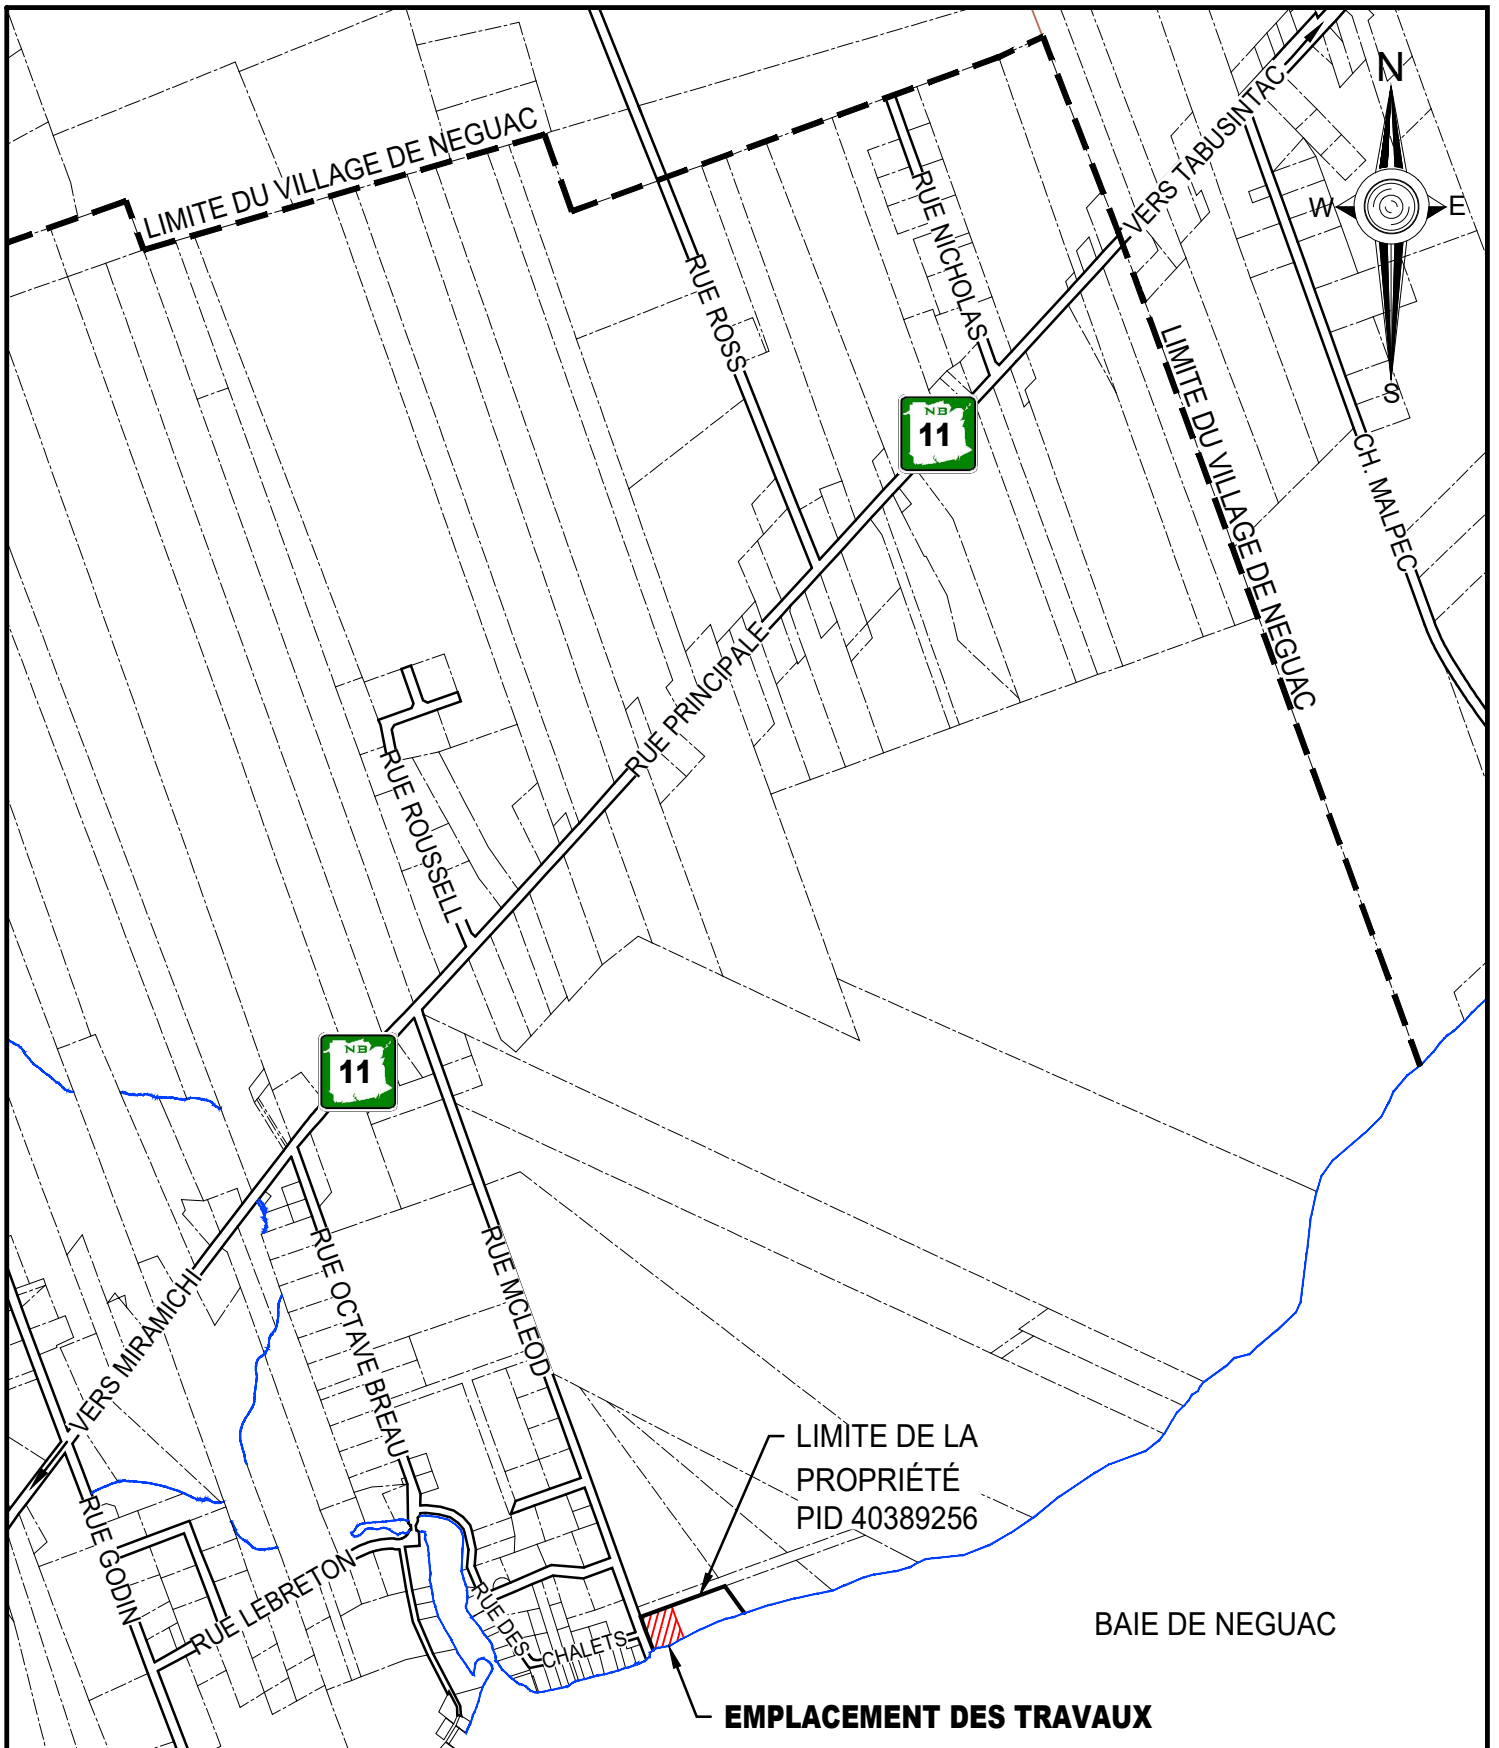 LIMITE DU VILLAGE DE NEGUAC
VERS TABUSINTAC
N
W
E
S
RUE NICHOLAS
RUE ROSS
LIMITE DU VILLAGE DE NEGUAC
NB
11
CH. MALPEC
RUE PRINCIPALE
RUE ROUSSELL
NB
11
RUE OCTAVE BREAU
RUE MCLEOD
VERS MIRAMICHI
LIMITE DE LA
PROPRIÉTÉ
PID 40389256
RUE GODIN
RUE LEBRETON
RUE DES
CHALETS
BAIE DE NEGUAC
EMPLACEMENT DES TRAVAUX